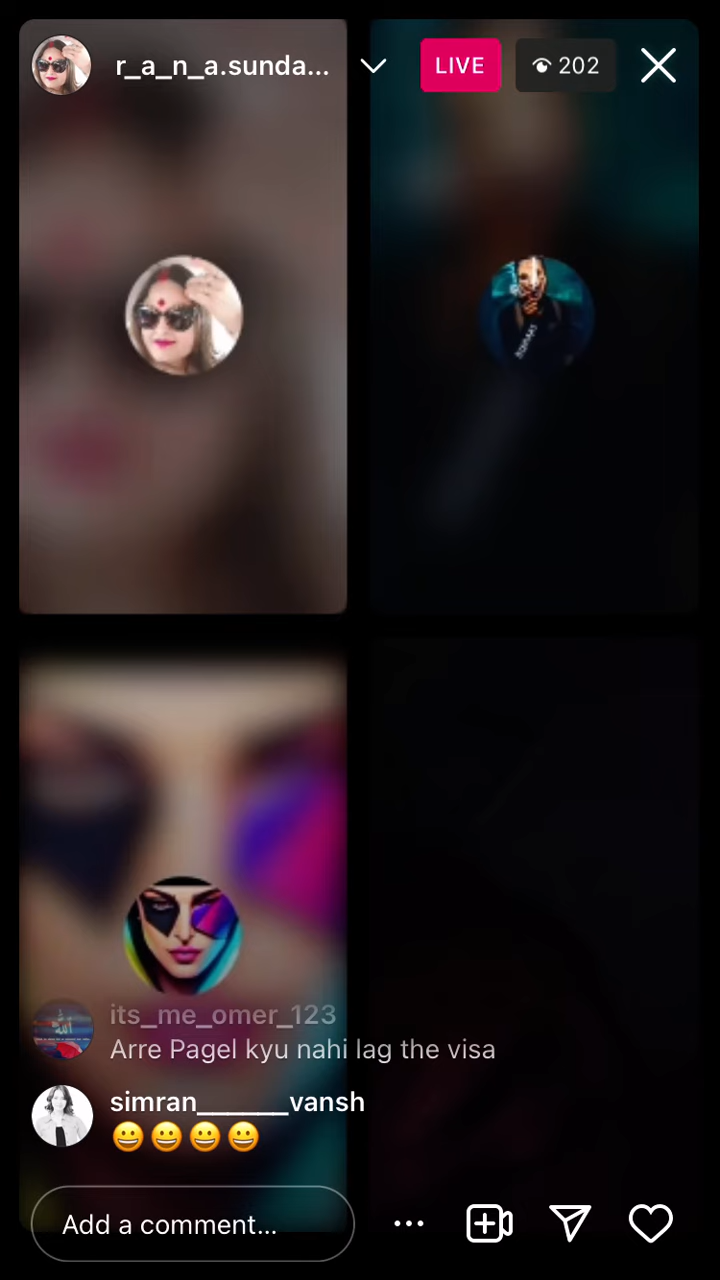 r_a_n_a.sunda...
LIVE
202
its_me_omer_123
Arre Pagel kyu nahi lag the visa
simran______vansh
😀😀😀😀
Add a comment...